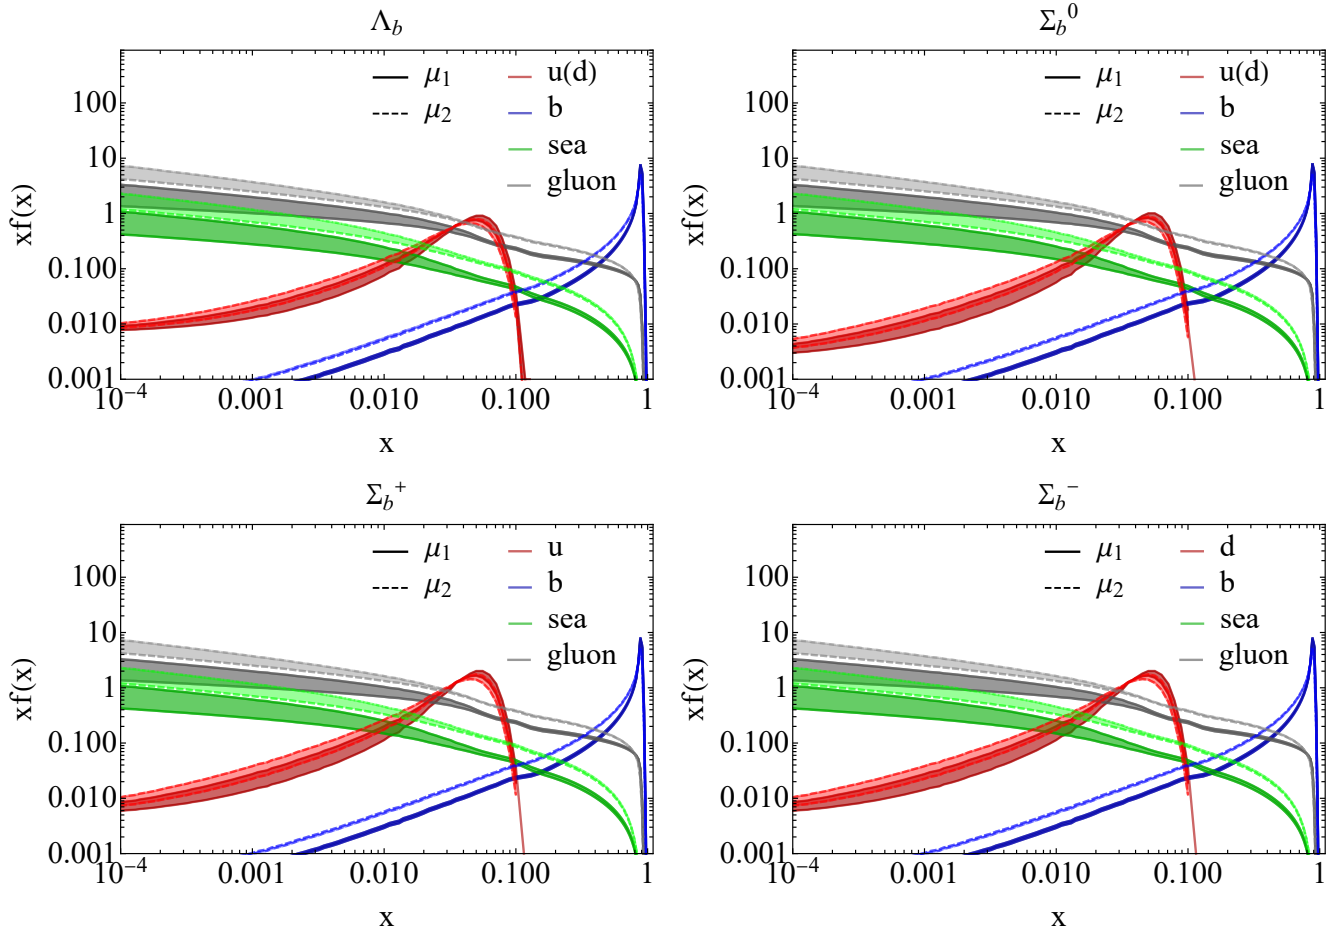 Λb
μ1
μ2
u(d)
b
sea
gluon
xf(x)
100
10
1
0.100
0.010
0.001
10−4
0.001
0.010
0.100
1
x
Σb0
μ1
μ2
u(d)
b
sea
gluon
xf(x)
100
10
1
0.100
0.010
0.001
10−4
0.001
0.010
0.100
1
x
Σb+
μ1
μ2
u
b
sea
gluon
xf(x)
100
10
1
0.100
0.010
0.001
10−4
0.001
0.010
0.100
1
x
Σb−
μ1
μ2
d
b
sea
gluon
xf(x)
100
10
1
0.100
0.010
0.001
10−4
0.001
0.010
0.100
1
x